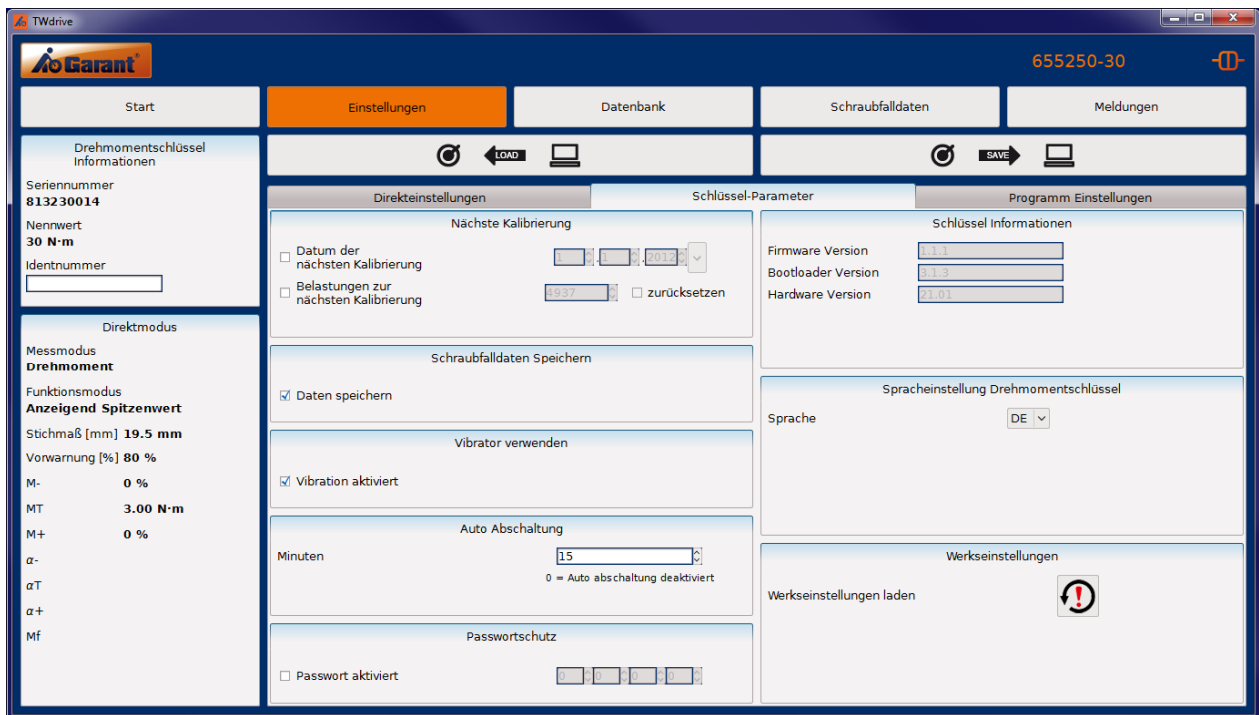 TWdrive
Garant
655250-30
Start
Einstellungen
Datenbank
Schraubfalldaten
Meldungen
Drehmomentschlüssel
Informationen
Seriennummer
813230014
Nennwert
30 N·m
Identnummer
LOAD
SAVE
Direkteinstellungen
Schlüssel-Parameter
Programm Einstellungen
Nächste Kalibrierung
Datum der
nächsten Kalibrierung
1 .1 .2012
Belastungen zur
nächsten Kalibrierung
4937
zurücksetzen
Schraubfalldaten Speichern
Daten speichern
Vibrator verwenden
Vibration aktiviert
Auto Abschaltung
Minuten
15
0 = Auto abschaltung deaktiviert
Passwortschutz
Passwort aktiviert
0 0 0 0
Schlüssel Informationen
Firmware Version
1.1.1
Bootloader Version
3.1.3
Hardware Version
21.01
Spracheinstellung Drehmomentschlüssel
Sprache
DE
Werkseinstellungen
Werkseinstellungen laden
Direktmodus
Messmodus
Drehmoment
Funktionsmodus
Anzeigend Spitzenwert
Stichmaß [mm] 19.5 mm
Vorwarnung [%] 80 %
M- 0 %
MT 3.00 N·m
M+ 0 %
α-
αT
α+
Mf